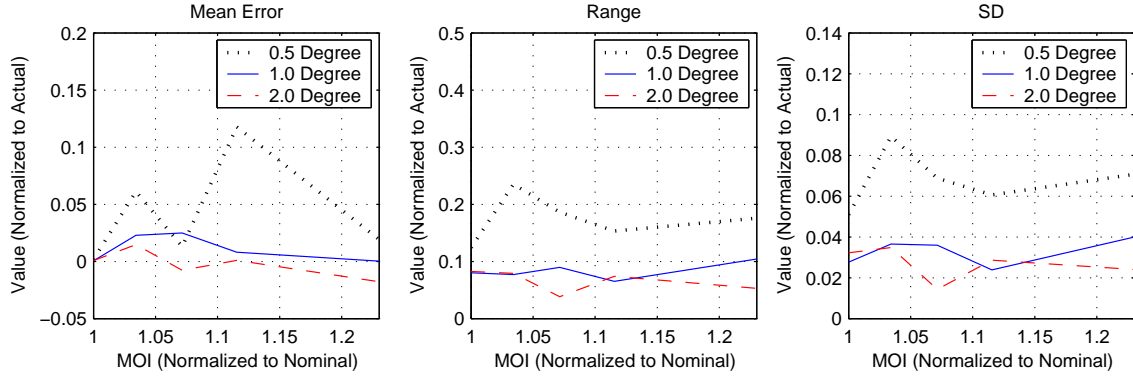 Mean Error
0.2
0.15
0.1
0.05
0
−0.05
Value (Normalized to Actual)
0.5 Degree
1.0 Degree
2.0 Degree
1 1.05 1.1 1.15 1.2
MOI (Normalized to Nominal)
Range
0.5
0.4
0.3
0.2
0.1
0
Value (Normalized to Actual)
0.5 Degree
1.0 Degree
2.0 Degree
1 1.05 1.1 1.15 1.2
MOI (Normalized to Nominal)
SD
0.14
0.12
0.1
0.08
0.06
0.04
0.02
0
Value (Normalized to Actual)
0.5 Degree
1.0 Degree
2.0 Degree
1 1.05 1.1 1.15 1.2
MOI (Normalized to Nominal)